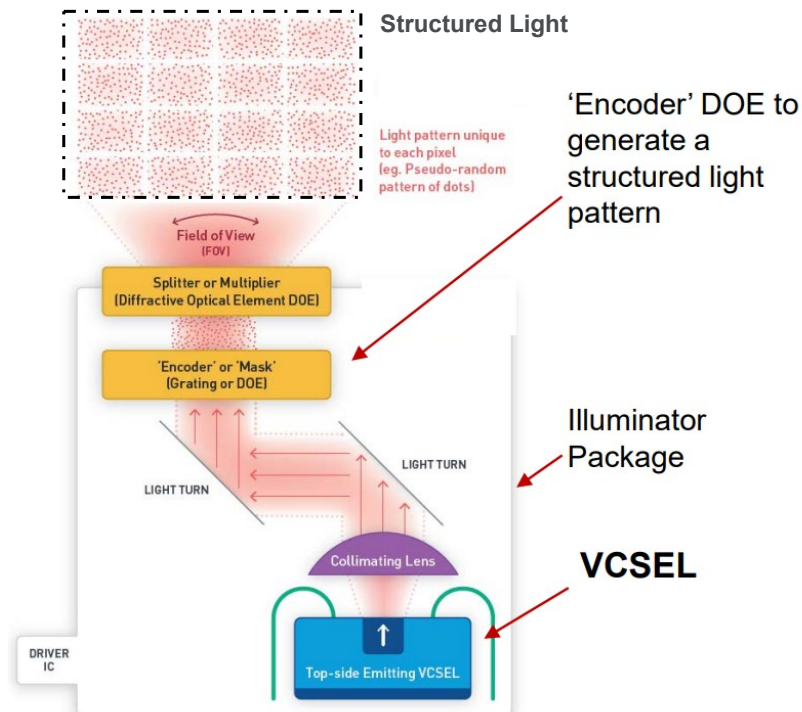 Structured Light
Light pattern unique
to each pixel
(eg. Pseudo-random
pattern of dots)
‘Encoder’ DOE to
generate a
structured light
pattern
Field of View
(FOV)
Splitter or Multiplier
(Diffractive Optical Element DOE)
‘Encoder’ or ‘Mask’
(Grating or DOE)
Illuminator
Package
LIGHT TURN
LIGHT TURN
Collimating Lens
VCSEL
DRIVER
IC
Top-side Emitting VCSEL